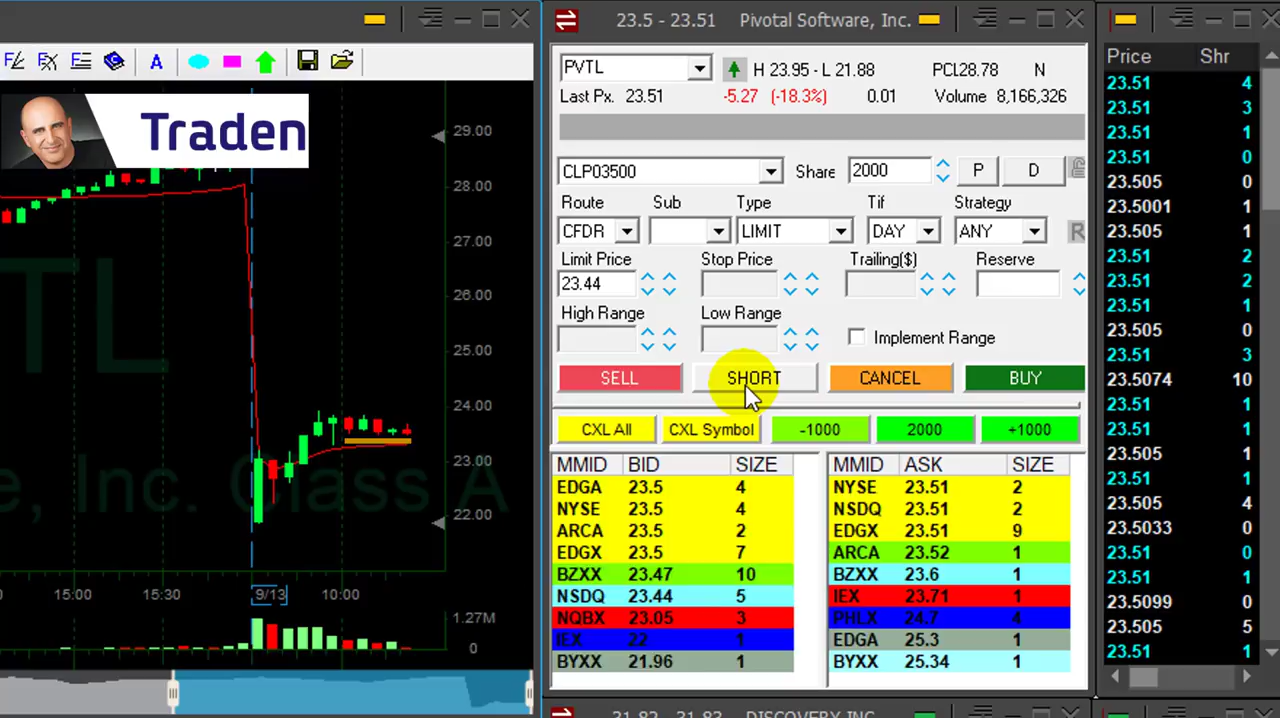 23.5 - 23.51 Pivotal Software, Inc.
A
Traden
29.00
28.00
27.00
26.00
25.00
24.00
23.00
22.00
TL
e, Inc. Class A
15:00 15:30 9/13 10:00
1.27M
0
PVTL H 23.95 - L 21.88 PCL28.78 N
Last Px. 23.51 -5.27 (-18.3%) 0.01 Volume 8,166,326
CLP03500 Share 2000 P D
Route Sub Type Tif Strategy
CFDR LIMIT DAY ANY R
Limit Price Stop Price Trailing($) Reserve
23.44
High Range Low Range
Implement Range
SELL SHORT CANCEL BUY
CXL All CXL Symbol -1000 2000 +1000
MMID BID SIZE MMID ASK SIZE
EDGA 23.5 4 NYSE 23.51 2
NYSE 23.5 4 NSDQ 23.51 2
ARCA 23.5 2 EDGX 23.51 9
EDGX 23.5 7 ARCA 23.52 1
BZXX 23.47 10 BZXX 23.6 1
NSDQ 23.44 5 IEX 23.71 1
NQBX 23.05 3 PHLX 24.7 4
IEX 22 1 EDGA 25.3 1
BYXX 21.96 1 BYXX 25.34 1
Price Shr
23.51 4
23.51 3
23.51 1
23.51 0
23.505 0
23.5001 1
23.505 1
23.51 2
23.51 2
23.51 1
23.505 0
23.51 3
23.5074 10
23.51 1
23.51 1
23.505 1
23.51 1
23.505 4
23.5033 0
23.51 0
23.51 1
23.5099 0
23.505 5
23.51 1
31.82 - 31.83 DISCOVERY INC